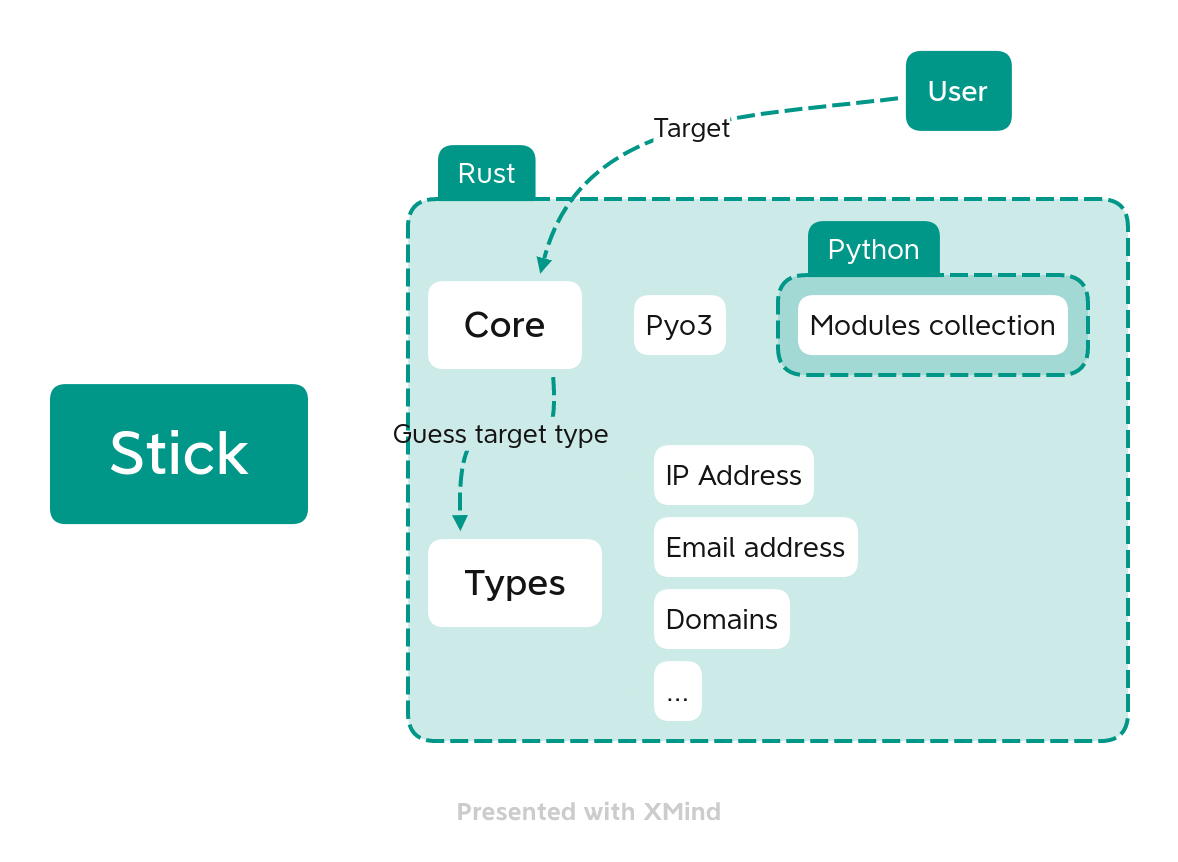 User
Target
Rust
Python
Core
Pyo3
Modules collection
Guess target type
Stick
IP Address
Email address
Types
Domains
...
Presented with XMind